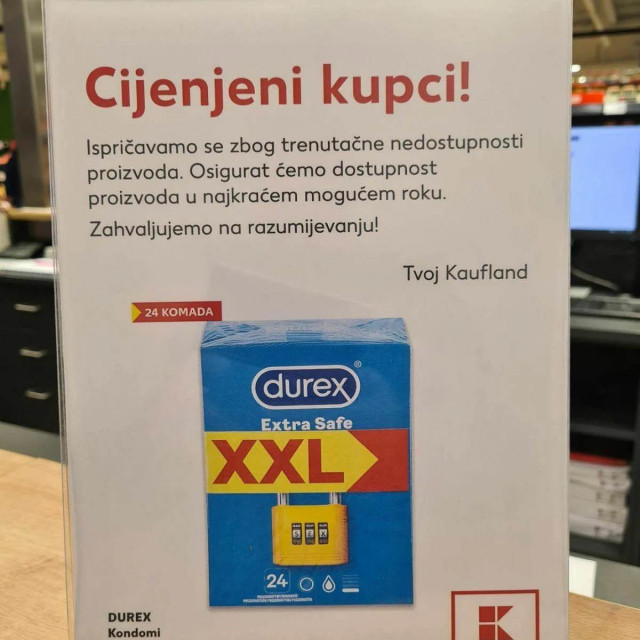 Cijenjeni kupci!
Ispričavamo se zbog trenutačne nedostupnosti
proizvoda. Osigurat ćemo dostupnost
proizvoda u najkraćem mogućem roku.
Zahvaljujemo na razumijevanju!
Tvoj Kaufland
24 KOMADA
durex®
Extra Safe
XXL
24
DUREX
Kondomi
K